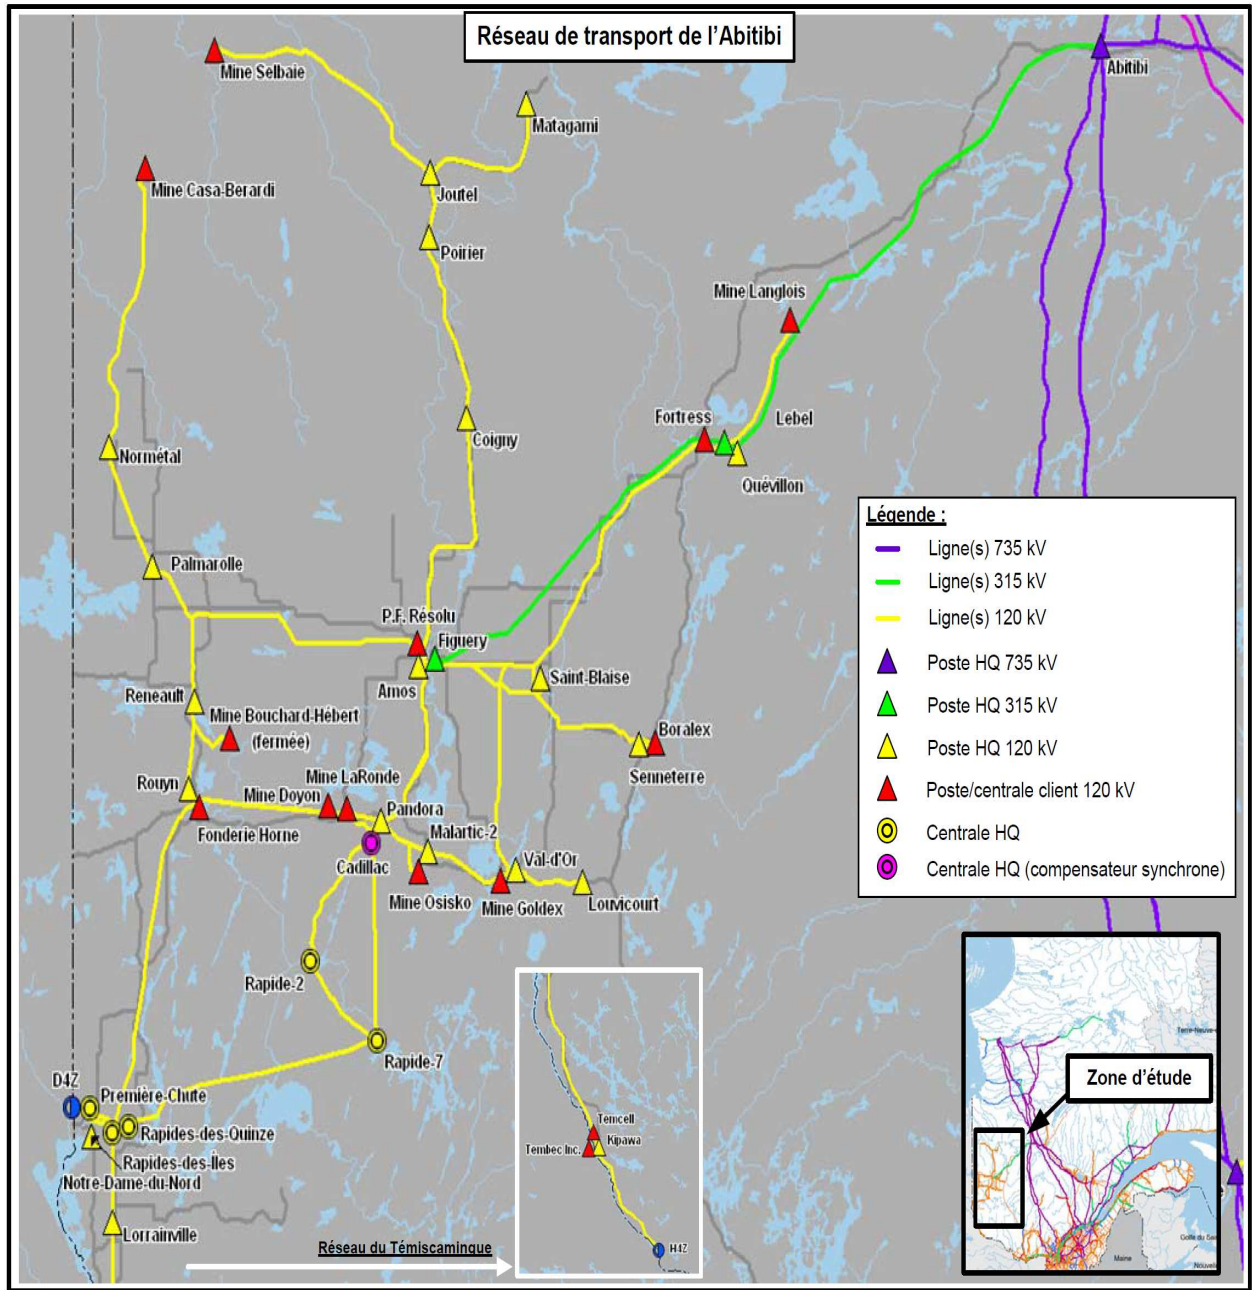 Réseau de transport de l'Abitibi
Abitibi
Mine Selbaie
Matagami
Mine Casa-Berardi
Joutel
Poirier
Mine Langlois
Fortress
Lebel
Coigny
Normétal
Quévillon
Légende :
Ligne(s) 735 kV
Ligne(s) 315 kV
Ligne(s) 120 kV
Poste HQ 735 kV
Poste HQ 315 kV
Poste HQ 120 kV
Poste/centrale client 120 kV
Centrale HQ
Centrale HQ (compensateur synchrone)
Palmarolle
P.F. Résolu
Figuery
Amos
Saint-Blaise
Reneault
Mine Bouchard-Hébert
(fermée)
Boralex
Senneterre
Mine LaRonde
Rouyn
Mine Doyon
Pandora
Fonderie Horne
Malartic-2
Cadillac
Val-d'Or
Mine Osisko
Mine Goldex
Louvicourt
Rapide-2
Rapide-7
D4Z
Première-Chute
Rapides-des-Quinze
Rapides-des-Îles
Notre-Dame-du-Nord
Lorrainville
Réseau du Témiscamingue
Temcell
Tembec Inc.
Kipawa
H4Z
Zone d'étude
Maine